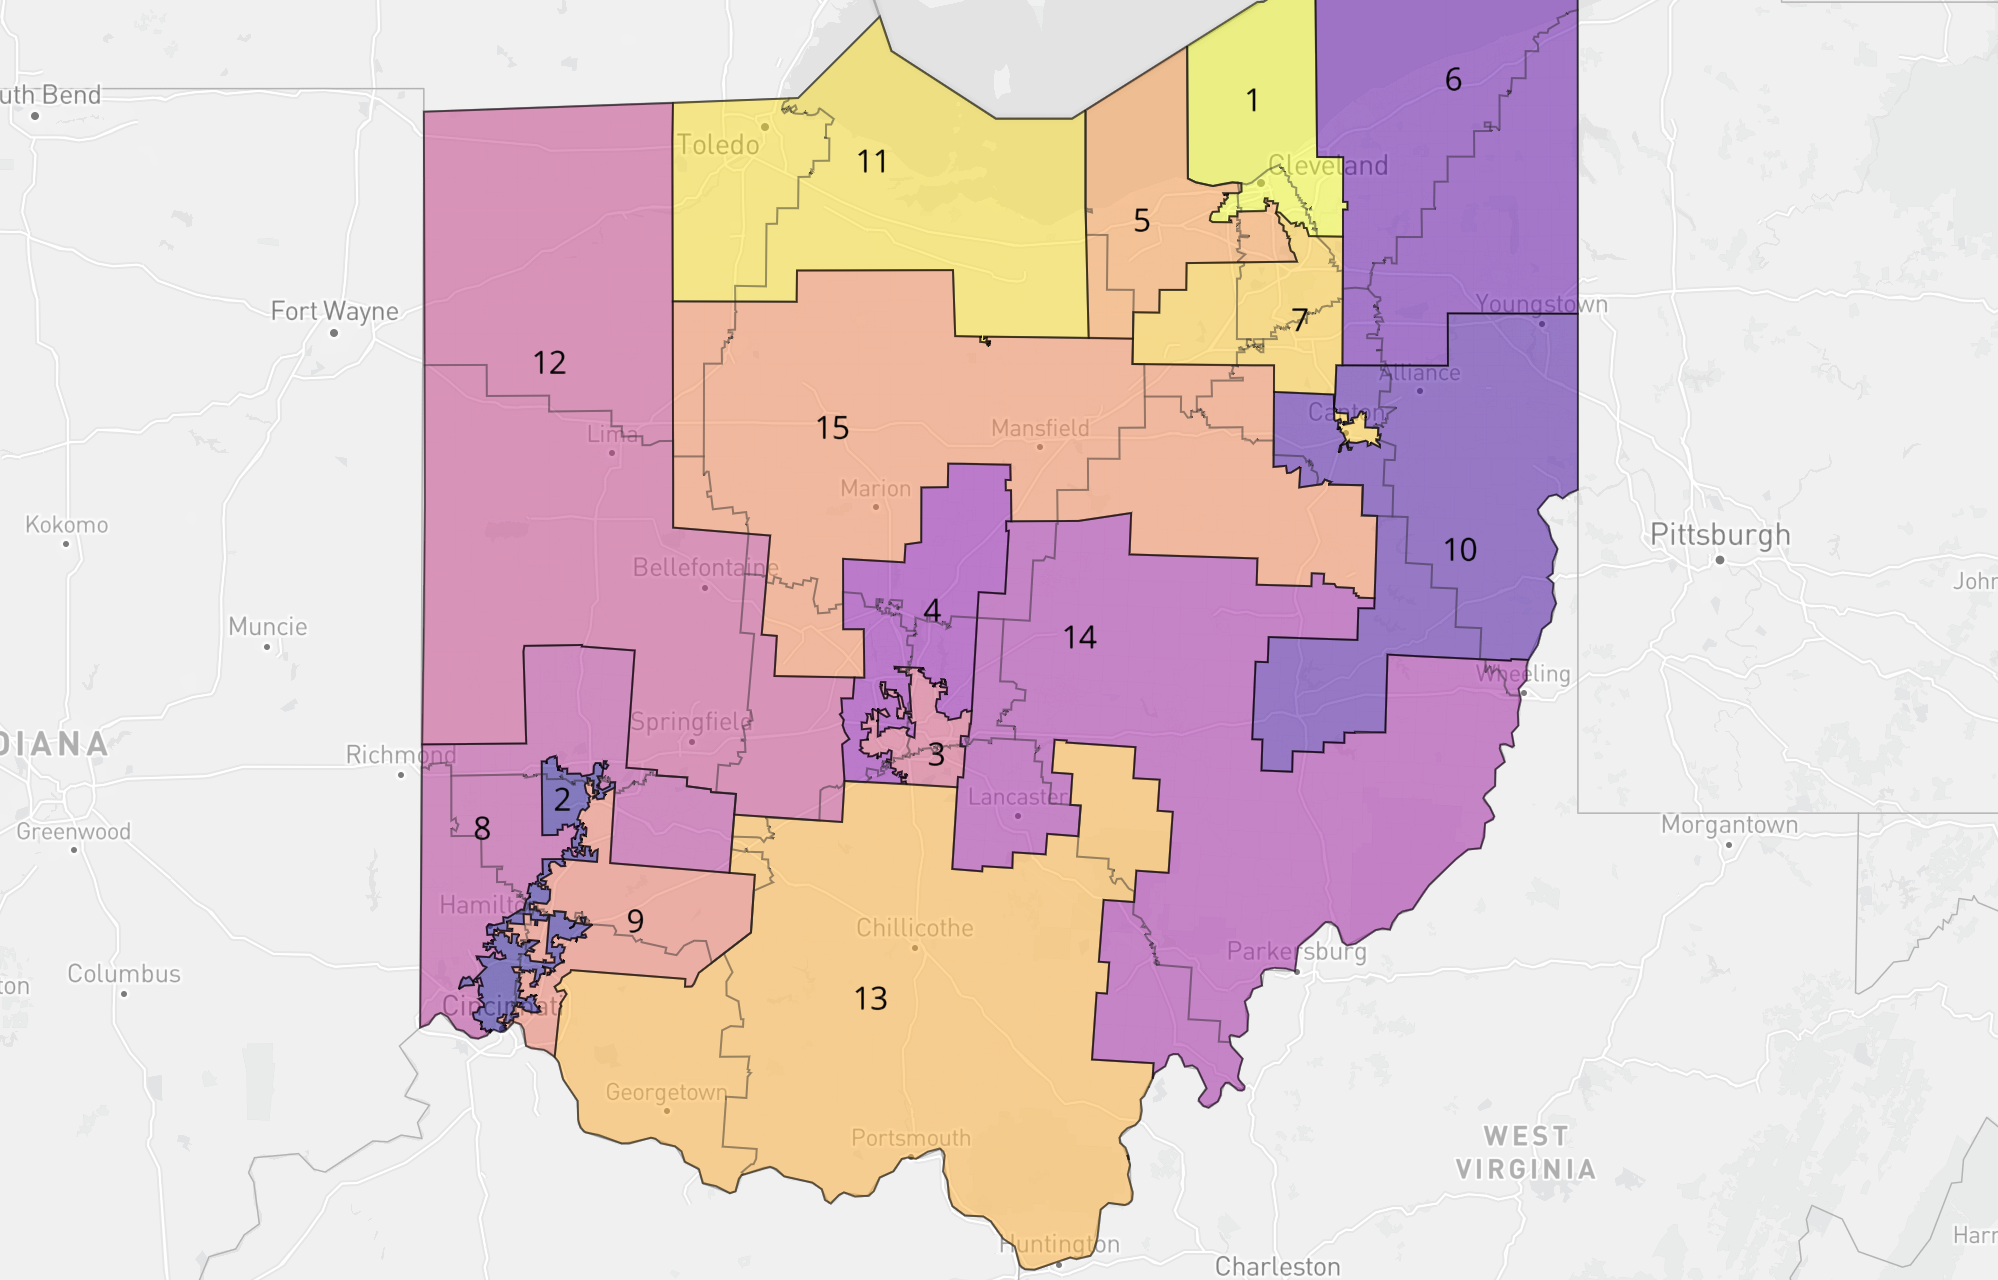 6
uth Bend
1
Toledo
11
Cleveland
5
Fort Wayne
Youngstown
7
12
Alliance
Canton
15
Mansfield
Lima
Marion
Kokomo
Pittsburgh
10
Bellefontaine
John
4
Muncie
14
Wheeling
Springfield
DIANA
Richmond
3
2
Lancaster
8
Greenwood
Morgantown
Hamilto
9
Chillicothe
Parkersburg
Columbus
ton
13
Cincinnati
Georgetown
Portsmouth
WEST
VIRGINIA
Harr
Huntington
Charleston